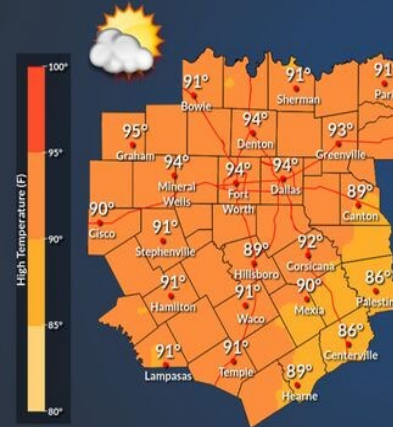 100°
95°
High Temperature (F)
90°
85°
80°
91°
Bowie
91°
Sherman
91
Par
95°
Graham
94°
Denton
93°
Greenville
94°
Mineral
Wells
94°
Fort
Worth
94°
Dallas
89°
Canton
90°
Cisco
91°
Stephenville
89°
Hillsboro
92°
Corsicana
91°
Hamilton
91°
Waco
90°
Mexia
86°
Palestin
91°
Lampasas
91°
Temple
86°
Centerville
89°
Hearne